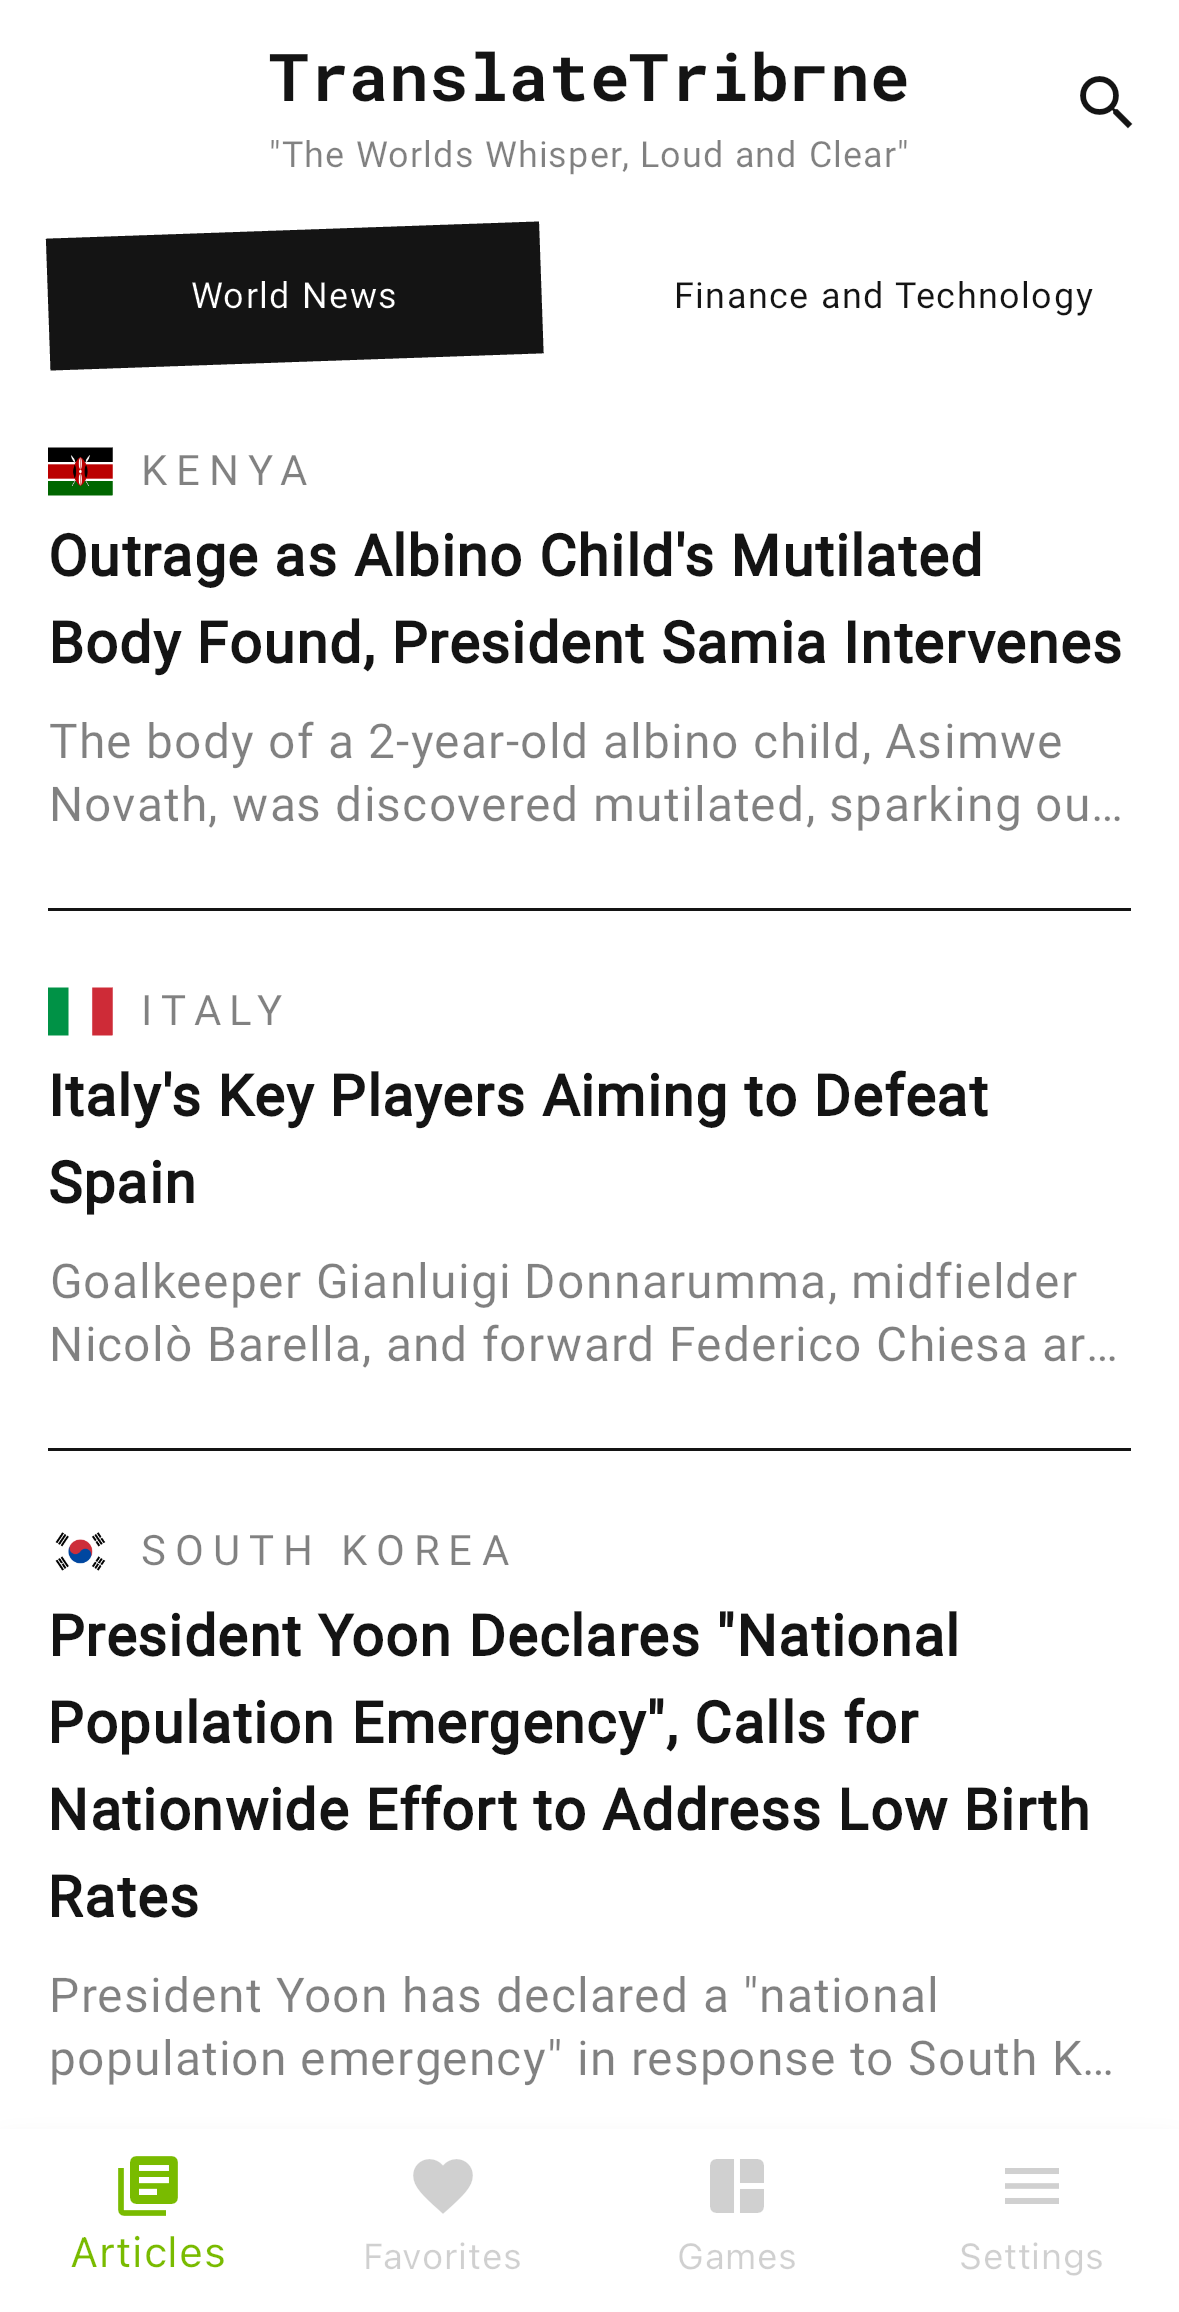 TranslateTribrne
"The Worlds Whisper, Loud and Clear"
World News
Finance and Technology
KENYA
Outrage as Albino Child's Mutilated
Body Found, President Samia Intervenes
The body of a 2-year-old albino child, Asimwe
Novath, was discovered mutilated, sparking ou...
ITALY
Italy's Key Players Aiming to Defeat
Spain
Goalkeeper Gianluigi Donnarumma, midfielder
Nicolò Barella, and forward Federico Chiesa ar...
SOUTH KOREA
President Yoon Declares "National
Population Emergency", Calls for
Nationwide Effort to Address Low Birth
Rates
President Yoon has declared a "national
population emergency" in response to South K...
Articles
Favorites
Games
Settings